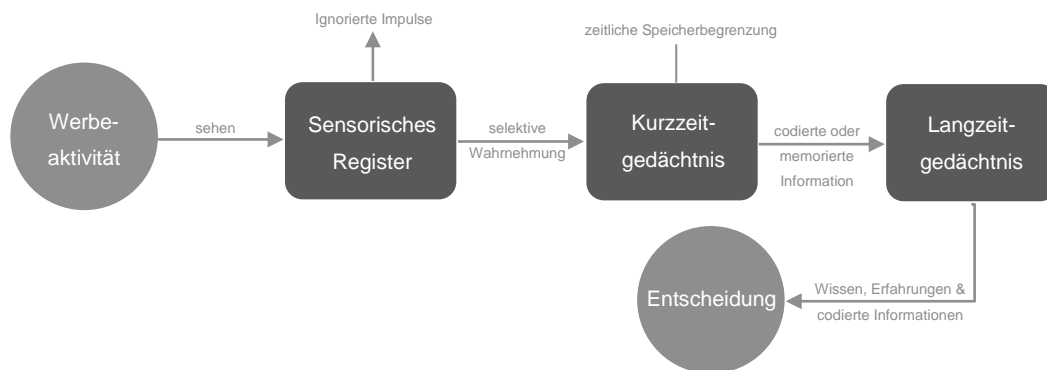 Ignorierte Impulse
zeitliche Speicherbegrenzung
Werbe-
aktivität
sehen
Sensorisches
Register
selektive
Wahrnehmung
Kurzzeit-
gedächtnis
codierte oder
memorierte
Information
Langzeit-
gedächtnis
Entscheidung
Wissen, Erfahrungen &
codierte Informationen